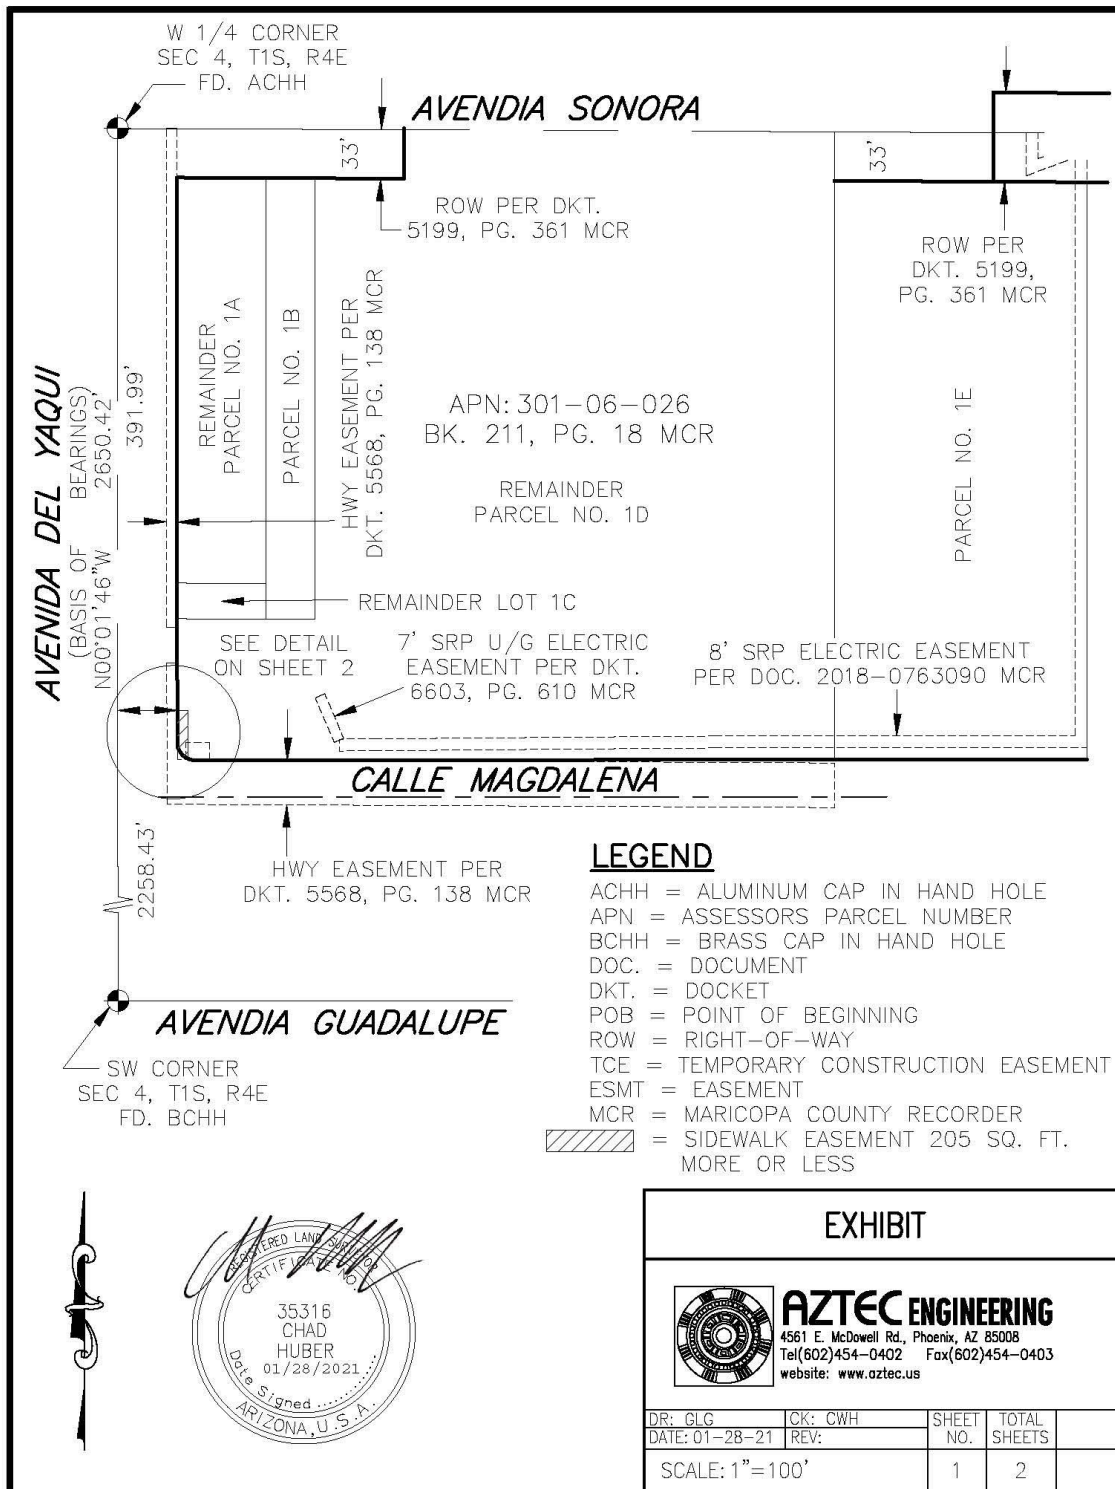 W 1/4 CORNER
SEC 4, T1S, R4E
FD. ACHH
AVENDIA SONORA
33'
33'
ROW PER DKT.
5199, PG. 361 MCR
ROW PER
DKT. 5199,
PG. 361 MCR
AVENIDA DEL YAQUI
(BASIS OF BEARINGS)
N00°01'46"W 2650.42'
391.99'
REMAINDER
PARCEL NO. 1A
PARCEL NO. 1B
HWY EASEMENT PER
DKT. 5568, PG. 138 MCR
APN: 301-06-026
BK. 211, PG. 18 MCR
REMAINDER
PARCEL NO. 1D
PARCEL NO. 1E
REMAINDER LOT 1C
SEE DETAIL
ON SHEET 2
7' SRP U/G ELECTRIC
EASEMENT PER DKT.
6603, PG. 610 MCR
8' SRP ELECTRIC EASEMENT
PER DOC. 2018-0763090 MCR
CALLE MAGDALENA
2258.43'
HWY EASEMENT PER
DKT. 5568, PG. 138 MCR
AVENDIA GUADALUPE
SW CORNER
SEC 4, T1S, R4E
FD. BCHH
LEGEND
ACHH = ALUMINUM CAP IN HAND HOLE
APN = ASSESSORS PARCEL NUMBER
BCHH = BRASS CAP IN HAND HOLE
DOC. = DOCUMENT
DKT. = DOCKET
POB = POINT OF BEGINNING
ROW = RIGHT-OF-WAY
TCE = TEMPORARY CONSTRUCTION EASEMENT
ESMT = EASEMENT
MCR = MARICOPA COUNTY RECORDER
= SIDEWALK EASEMENT 205 SQ. FT.
MORE OR LESS
REGISTERED LAND SURVEYOR
CERTIFICATE NO.
35316
CHAD
HUBER
01/28/2021
Date Signed ..........
ARIZONA, U.S.A.
EXHIBIT
AZTEC ENGINEERING
4561 E. McDowell Rd., Phoenix, AZ 85008
Tel(602)454-0402 Fax(602)454-0403
website: www.aztec.us
DR: GLG CK: CWH SHEET NO. TOTAL SHEETS
DATE: 01-28-21 REV:
SCALE: 1"=100' 1 2